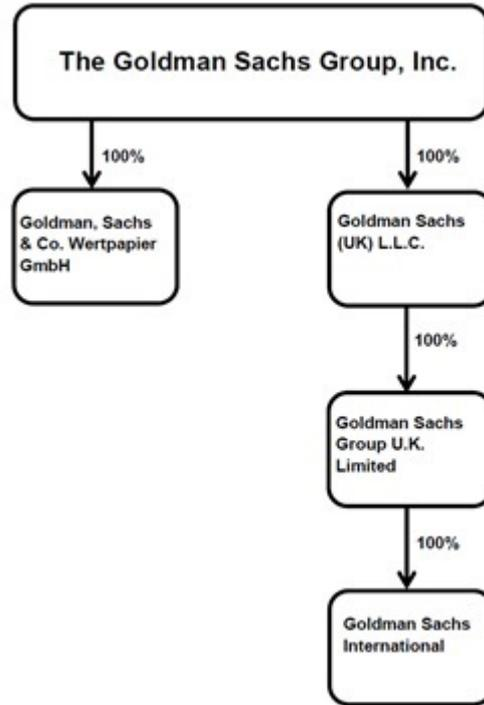 The Goldman Sachs Group, Inc.
100%
100%
Goldman, Sachs
& Co. Wertpapier
GmbH
Goldman Sachs
(UK) L.L.C.
100%
Goldman Sachs
Group U.K.
Limited
100%
Goldman Sachs
International